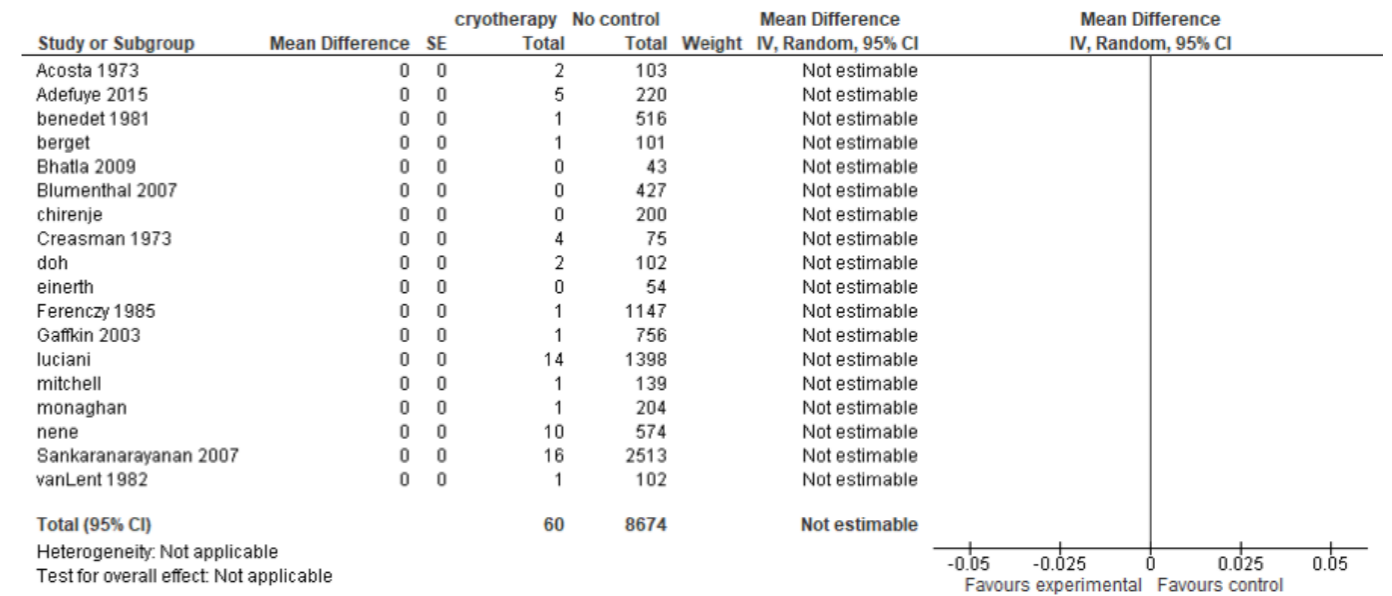 cryotherapy No control Mean Difference Mean Difference
Study or Subgroup Mean Difference SE Total Total Weight IV, Random, 95% CI IV, Random, 95% CI
Acosta 1973 0 0 2 103 Not estimable
Adefuye 2015 0 0 5 220 Not estimable
benedet 1981 0 0 1 516 Not estimable
berget 0 0 1 101 Not estimable
Bhatla 2009 0 0 0 43 Not estimable
Blumenthal 2007 0 0 0 427 Not estimable
chirenje 0 0 0 200 Not estimable
Creasman 1973 0 0 4 75 Not estimable
doh 0 0 2 102 Not estimable
einerth 0 0 0 54 Not estimable
Ferenczy 1985 0 0 1 1147 Not estimable
Gaffkin 2003 0 0 1 756 Not estimable
luciani 0 0 14 1398 Not estimable
mitchell 0 0 1 139 Not estimable
monaghan 0 0 1 204 Not estimable
nene 0 0 10 574 Not estimable
Sankaranarayanan 2007 0 0 16 2513 Not estimable
vanLent 1982 0 0 1 102 Not estimable
Total (95% CI) 60 8674 Not estimable
Heterogeneity: Not applicable
Test for overall effect: Not applicable
-0.05 -0.025 0 0.025 0.05
Favours experimental Favours control